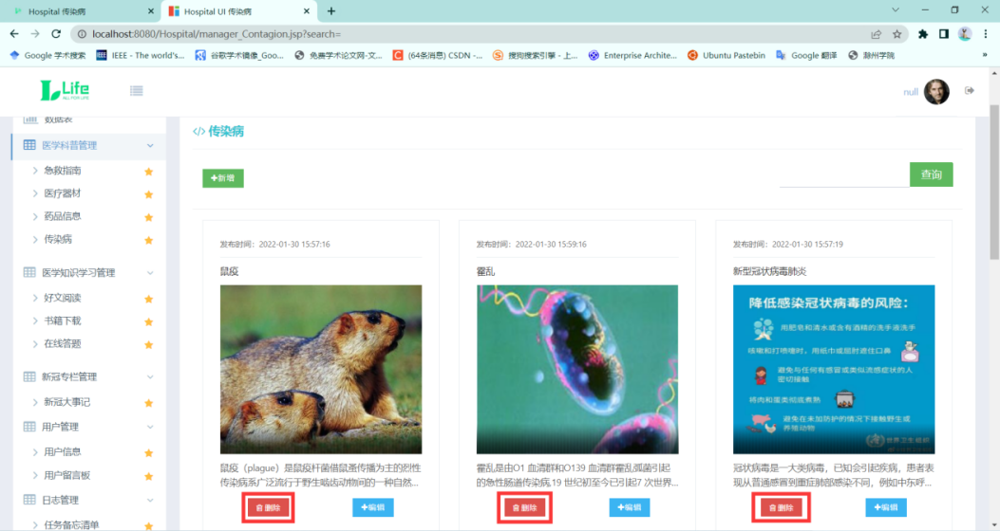 Hospital 传染病
Hospital UI 传染病
localhost:8080/Hospital/manager_Contagion.jsp?search=
Google 学术搜索
IEEE - The world's...
谷歌学术镜像_Goo...
免费学术论文网-文...
(64条消息) CSDN -...
搜狗搜索引擎 - 上...
Enterprise Archite...
Ubuntu Pastebin
Google 翻译
滁州学院
»
Life
ALL FOR LIFE
null
数据表
医学科普管理
急救指南
医疗器材
药品信息
传染病
医学知识学习管理
好文阅读
书籍下载
在线答题
新冠专栏管理
新冠大事记
用户管理
用户信息
用户留言板
日志管理
任务备忘清单
</> 传染病
+新增
查询
发布时间：2022-01-30 15:57:16
鼠疫
鼠疫（plague）是鼠疫杆菌借鼠蚤传播为主的烈性
传染病系广泛流行于野生啮齿动物间的一种自然...
删除
+编辑
发布时间：2022-01-30 15:59:16
霍乱
霍乱是由O1 血清群和O139 血清群霍乱弧菌引起
的急性肠道传染病,19 世纪初至今已引起7 次世界...
删除
+编辑
发布时间：2022-01-30 15:57:19
新型冠状病毒肺炎
降低感染冠状病毒的风险：
用肥皂和清水或含有酒精的洗手液洗手
咳嗽和打喷嚏时，用纸巾或屈肘遮住口鼻
避免与任何有感冒或类似流感症状的人
密切接触
将肉和蛋类彻底煮熟
避免在未加防护的情况下接触野生或
养殖动物
世界卫生组织
冠状病毒是一大类病毒，已知会引起疾病，患者表
现从普通感冒到重症肺部感染不同，例如中东呼...
删除
+编辑